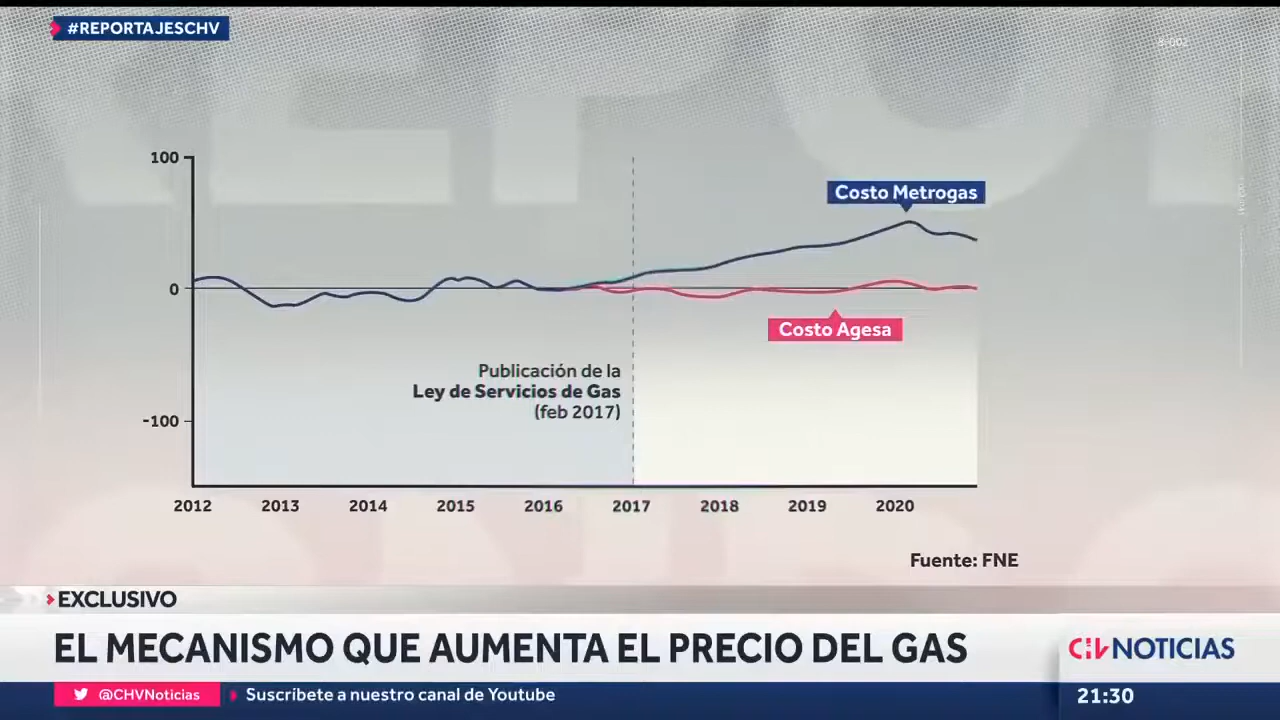 #REPORTAJESCHV
100
Costo Metrogas
0
Costo Agesa
Publicación de la
Ley de Servicios de Gas
(feb 2017)
-100
2012 2013 2014 2015 2016 2017 2018 2019 2020
Fuente: FNE
EXCLUSIVO
EL MECANISMO QUE AUMENTA EL PRECIO DEL GAS
CHV NOTICIAS
@CHVNoticias
Suscríbete a nuestro canal de Youtube
21:30